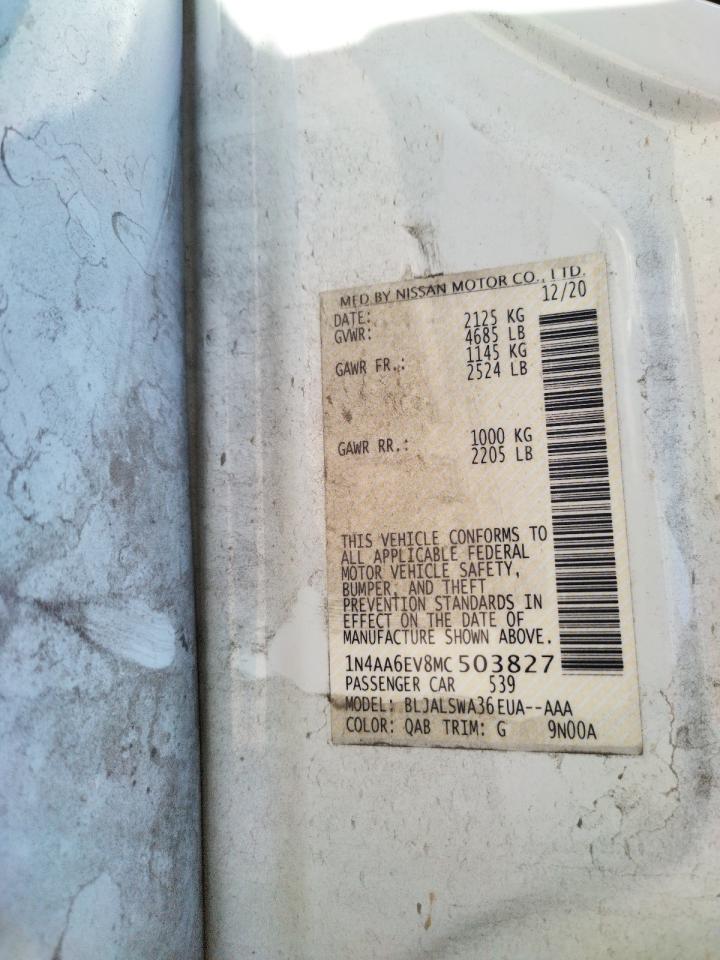 MFD BY NISSAN MOTOR CO., LTD.
DATE: 12/20
GVWR: 2125 KG
4685 LB
GAWR FR.: 1145 KG
2524 LB
GAWR RR.: 1000 KG
2205 LB
THIS VEHICLE CONFORMS TO
ALL APPLICABLE FEDERAL
MOTOR VEHICLE SAFETY,
BUMPER, AND THEFT
PREVENTION STANDARDS IN
EFFECT ON THE DATE OF
MANUFACTURE SHOWN ABOVE.
1N4AA6EV8MC503827
PASSENGER CAR 539
MODEL: BLJALSWA36EUA--AAA
COLOR: QAB TRIM: G 9N00A